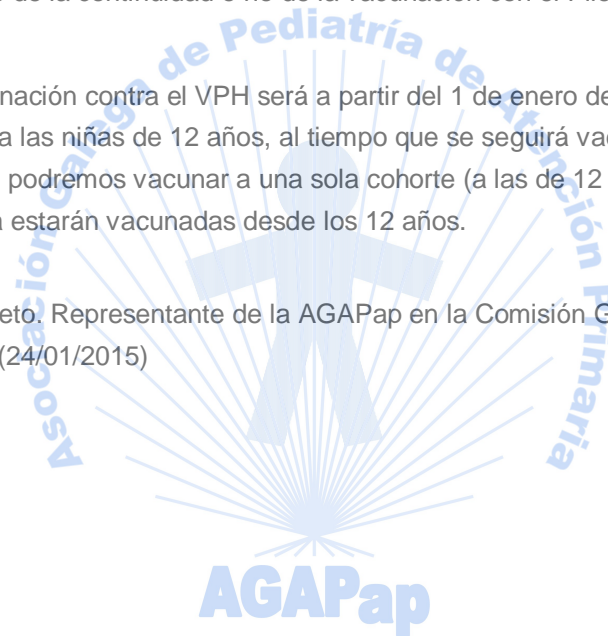 de la continuidad o no de la vacunación con el
nación contra el VPH será a partir del 1 de enero de
a las niñas de 12 años, al tiempo que se seguirá
podremos vacunar a una sola cohorte (a las de 12
estarán vacunadas desde los 12 años.
eto. Representante de la AGAPap en la Comisión
(24/01/2015)
Asociación Galega de Pediatría de Atención Primaria
AGAPap